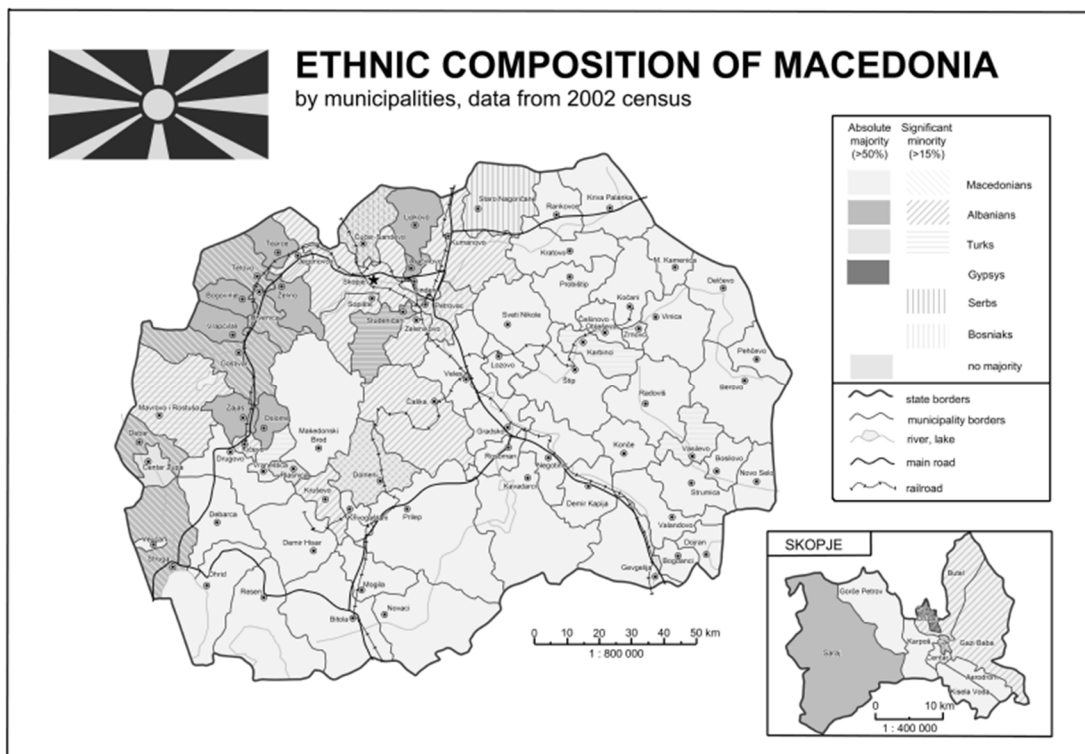 ETHNIC COMPOSITION OF MACEDONIA
by municipalities, data from 2002 census
Absolute majority (>50%)
Significant minority (>15%)
Macedonians
Albanians
Turks
Gypsys
Serbs
Bosniaks
no majority
state borders
municipality borders
river, lake
main road
railroad
Staro Nagoričane
Rankovce
Kriva Palanka
Lipkovo
Čučer Sandevo
Kumanovo
Kratovo
M. Kamenica
Delčevo
Tearce
Jegunovce
Tetovo
Skopje
Probištip
Bogovinje
Želino
Sopište
Petrovec
Kočani
Studeničani
Zelenikovo
Sveti Nikole
Češinovo
Obleševo
Zrnovci
Vinica
Vrapčište
Karbinci
Pehčevo
Gostivar
Lozovo
Štip
Berovo
Veles
Čaška
Radoviš
Mavrovo i Rostuša
Zajas
Oslomej
Makedonski
Brod
Gradsko
Debar
Kičevo
Drugovo
Vraneštica
Plasnica
Konče
Vasilevo
Bosilovo
Centar Župa
Rosoman
Negotino
Novo Selo
Dolneni
Kavadarci
Kruševo
Demir Kapija
Strumica
Krivogaštani
Prilep
Debarca
Valandovo
Demir Hisar
Dojran
Struga
Bogdanci
Ohrid
Gevgelija
Resen
Mogila
Novaci
Bitola
0 10 20 30 40 50 km
1 : 800 000
SKOPJE
Butel
Gorče Petrov
Karpoš
Gazi Baba
Saraj
Centar
Aerodrom
Kisela Voda
0 10 km
1 : 400 000